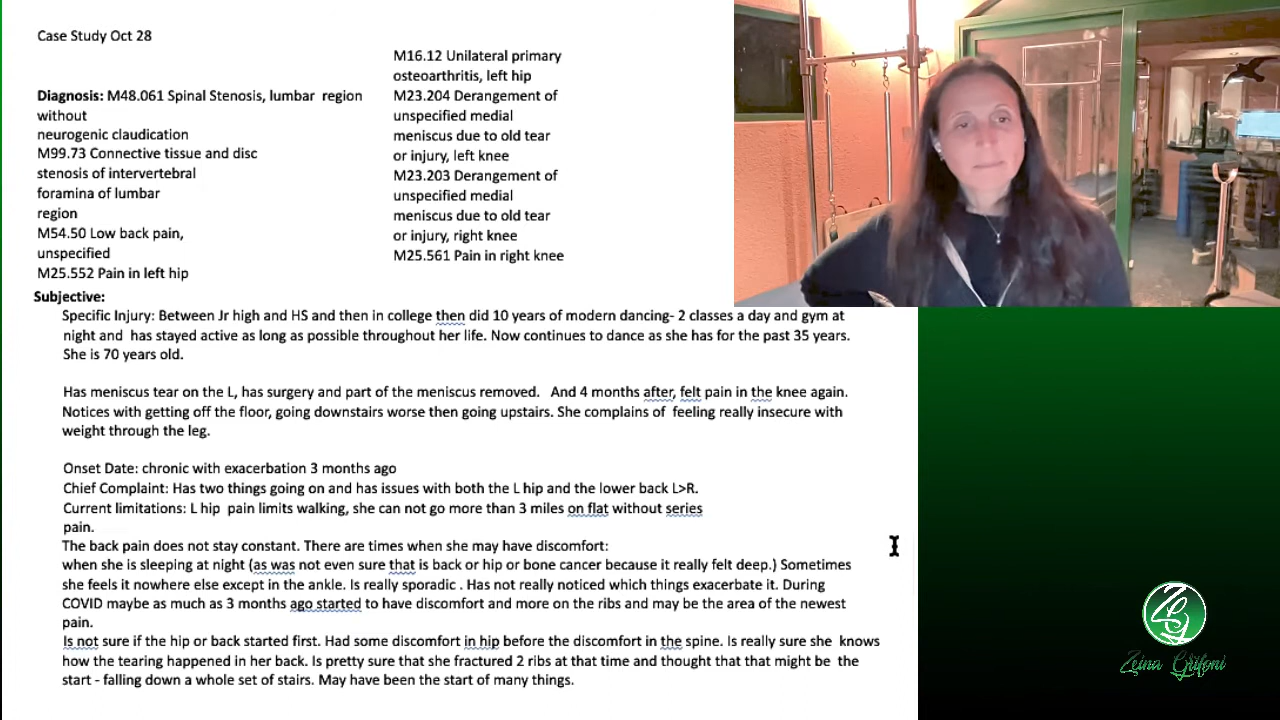 Case Study Oct 28
Diagnosis: M48.061 Spinal Stenosis, lumbar region
without
neurogenic claudication
M99.73 Connective tissue and disc
stenosis of intervertebral
foramina of lumbar
region
M54.50 Low back pain,
unspecified
M25.552 Pain in left hip
M16.12 Unilateral primary
osteoarthritis, left hip
M23.204 Derangement of
unspecified medial
meniscus due to old tear
or injury, left knee
M23.203 Derangement of
unspecified medial
meniscus due to old tear
or injury, right knee
M25.561 Pain in right knee
Subjective:
Specific Injury: Between Jr high and HS and then in college then did 10 years of modern dancing- 2 classes a day and gym at
night and has stayed active as long as possible throughout her life. Now continues to dance as she has for the past 35 years.
She is 70 years old.
Has meniscus tear on the L, has surgery and part of the meniscus removed. And 4 months after, felt pain in the knee again.
Notices with getting off the floor, going downstairs worse then going upstairs. She complains of feeling really insecure with
weight through the leg.
Onset Date: chronic with exacerbation 3 months ago
Chief Complaint: Has two things going on and has issues with both the L hip and the lower back L>R.
Current limitations: L hip pain limits walking, she can not go more than 3 miles on flat without series
pain.
The back pain does not stay constant. There are times when she may have discomfort:
when she is sleeping at night (as was not even sure that is back or hip or bone cancer because it really felt deep.) Sometimes
she feels it nowhere else except in the ankle. Is really sporadic . Has not really noticed which things exacerbate it. During
COVID maybe as much as 3 months ago started to have discomfort and more on the ribs and may be the area of the newest
pain.
Is not sure if the hip or back started first. Had some discomfort in hip before the discomfort in the spine. Is really sure she knows
how the tearing happened in her back. Is pretty sure that she fractured 2 ribs at that time and thought that that might be the
start - falling down a whole set of stairs. May have been the start of many things.
ZG
Zeina Grifoni